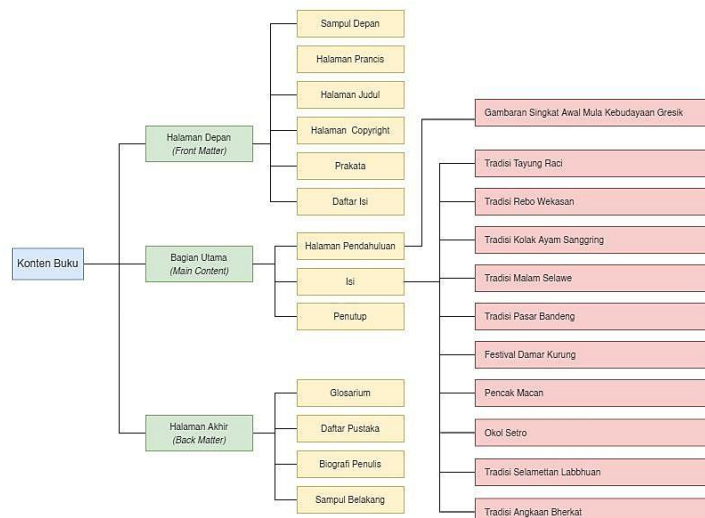 Konten Buku
Halaman Depan
(Front Matter)
Sampul Depan
Halaman Prancis
Halaman Judul
Halaman Copyright
Prakata
Daftar Isi
Bagian Utama
(Main Content)
Halaman Pendahuluan
Isi
Penutup
Gambaran Singkat Awal Mula Kebudayaan Gresik
Tradisi Tayung Raci
Tradisi Rebo Wekasan
Tradisi Kolak Ayam Sanggring
Tradisi Malam Selawe
Tradisi Pasar Bandeng
Festival Damar Kurung
Pencak Macan
Okol Setro
Tradisi Selamettan Labbhuan
Tradisi Angkaan Bherkat
Halaman Akhir
(Back Matter)
Glosarium
Daftar Pustaka
Biografi Penulis
Sampul Belakang